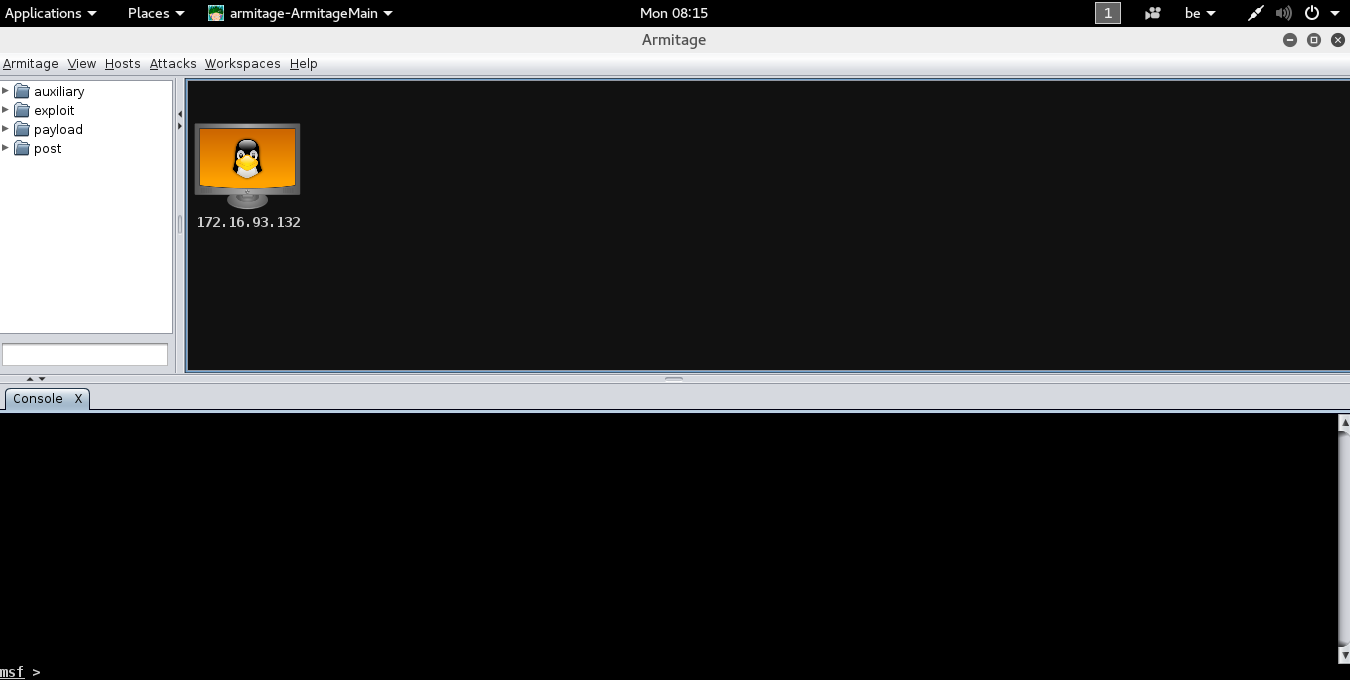 Applications Places armitage-ArmitageMain Mon 08:15 1 be
Armitage
Armitage View Hosts Attacks Workspaces Help
auxiliary
exploit
payload
post
172.16.93.132
Console X
msf >